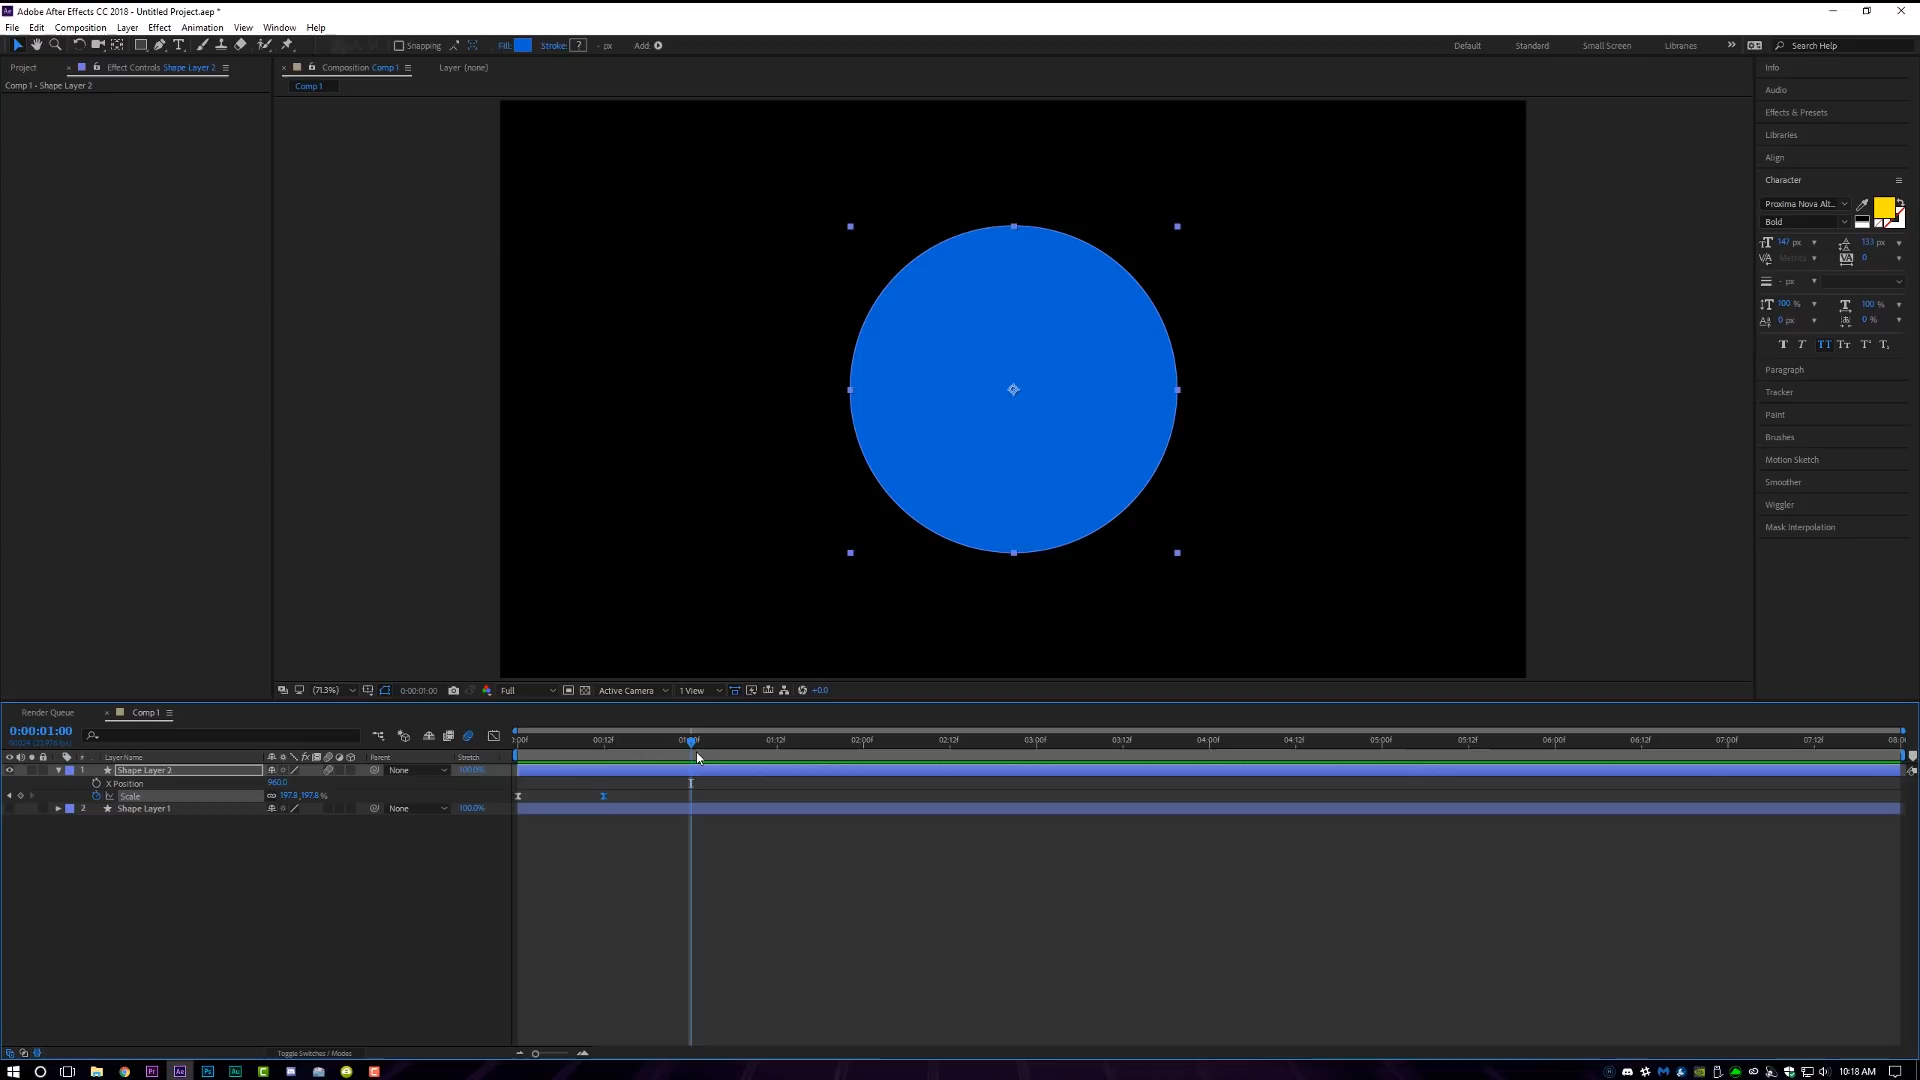 Adobe After Effects CC 2018 - Untitled Project.aep *
File Edit Composition Layer Effect Animation View Window Help
Snapping Fill: Stroke: ? - px Add: Default Standard Small Screen Libraries Search Help
Project Effect Controls Shape Layer 2 Composition Comp 1 Layer (none)
Comp 1 - Shape Layer 2
Comp 1
Info
Audio
Effects & Presets
Libraries
Align
Character
Proxima Nova Alt...
Bold
147 px 133 px
Metrics 0
- px
100 % 100 %
0 px 0 %
Paragraph
Tracker
Paint
Brushes
Motion Sketch
Smoother
Wiggler
Mask Interpolation
(71.3%) 0:00:01:00 Full Active Camera 1 View +0.0
Render Queue Comp 1
0:00:01:00
00024 (23.976 fps)
:00f 00:12f 01:00f 01:12f 02:00f 02:12f 03:00f 03:12f 04:00f 04:12f 05:00f 05:12f 06:00f 06:12f 07:00f 07:12f 08:0
# Layer Name Parent Stretch
1 Shape Layer 2 None 100.0%
X Position 960.0
Scale 197.8,197.8 %
2 Shape Layer 1 None 100.0%
Toggle Switches / Modes
10:18 AM